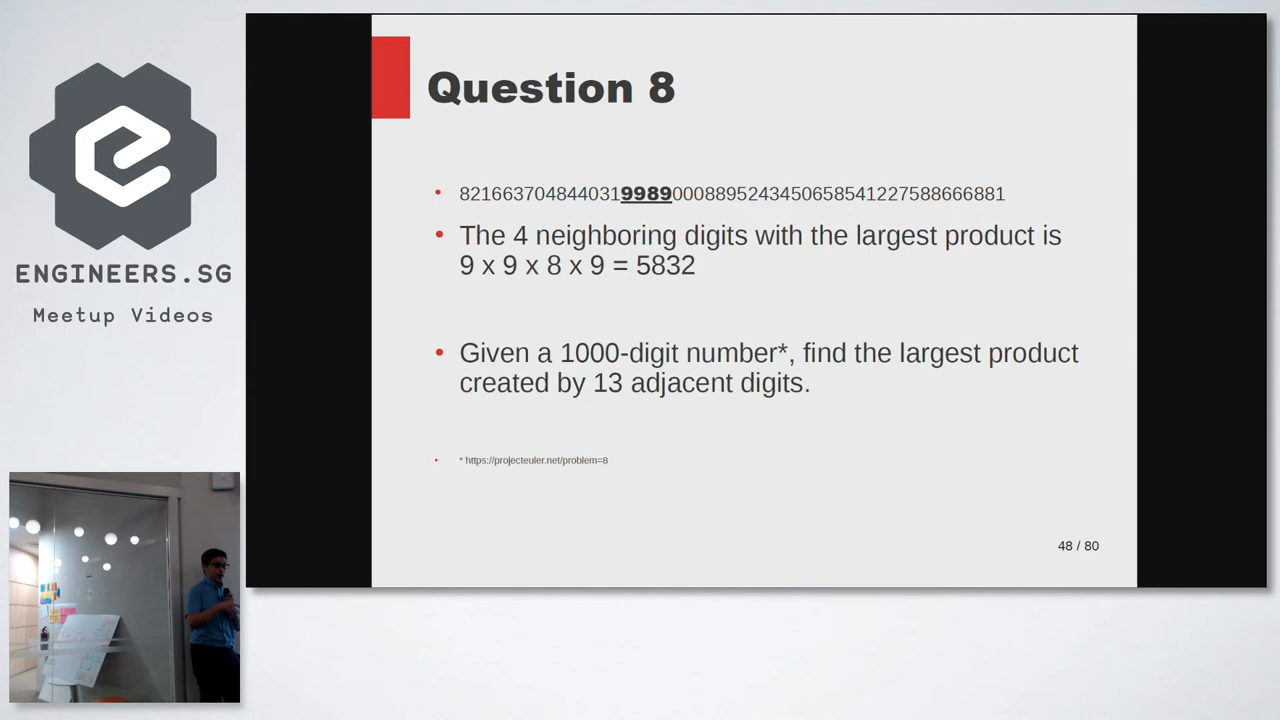 ENGINEERS.SG
Meetup Videos
Question 8
82166370484403199890008895243450658541227588666881
The 4 neighboring digits with the largest product is
9 x 9 x 8 x 9 = 5832
Given a 1000-digit number*, find the largest product
created by 13 adjacent digits.
* https://projecteuler.net/problem=8
48 / 80